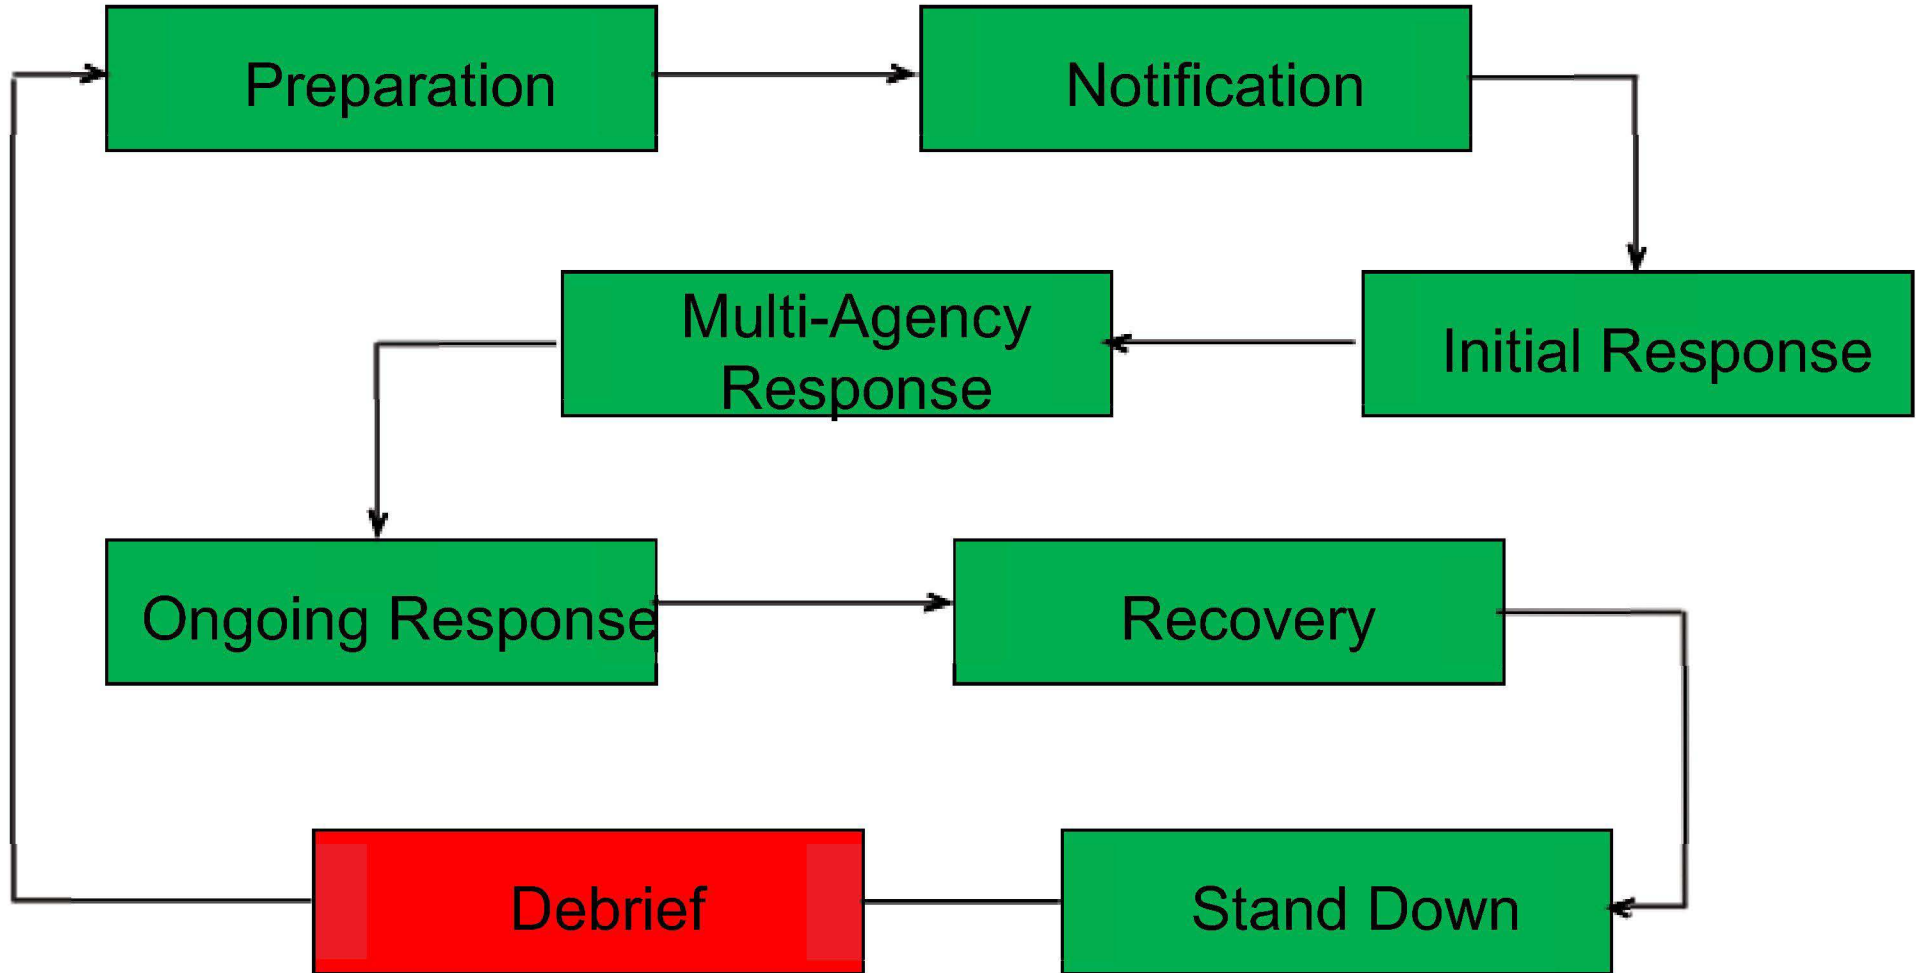 Preparation
Notification
Multi-Agency
Response
Initial Response
Ongoing Response
Recovery
Debrief
Stand Down